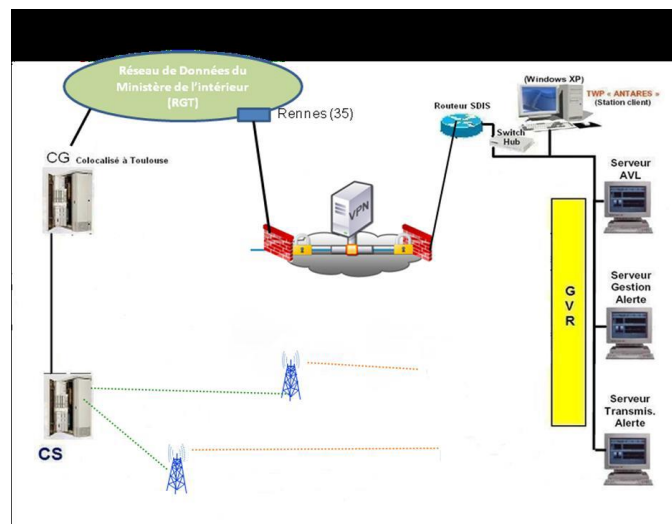 Réseau de Données du
Ministère de l'intérieur
(RGT)
Rennes (35)
(Windows XP)
TWP « ANTARES »
(Station client)
Routeur SDIS
Switch
Hub
CG Colocalisé à Toulouse
VPN
Serveur
AVL
GVR
Serveur
Gestion
Alerte
Serveur
Transmis.
Alerte
CS